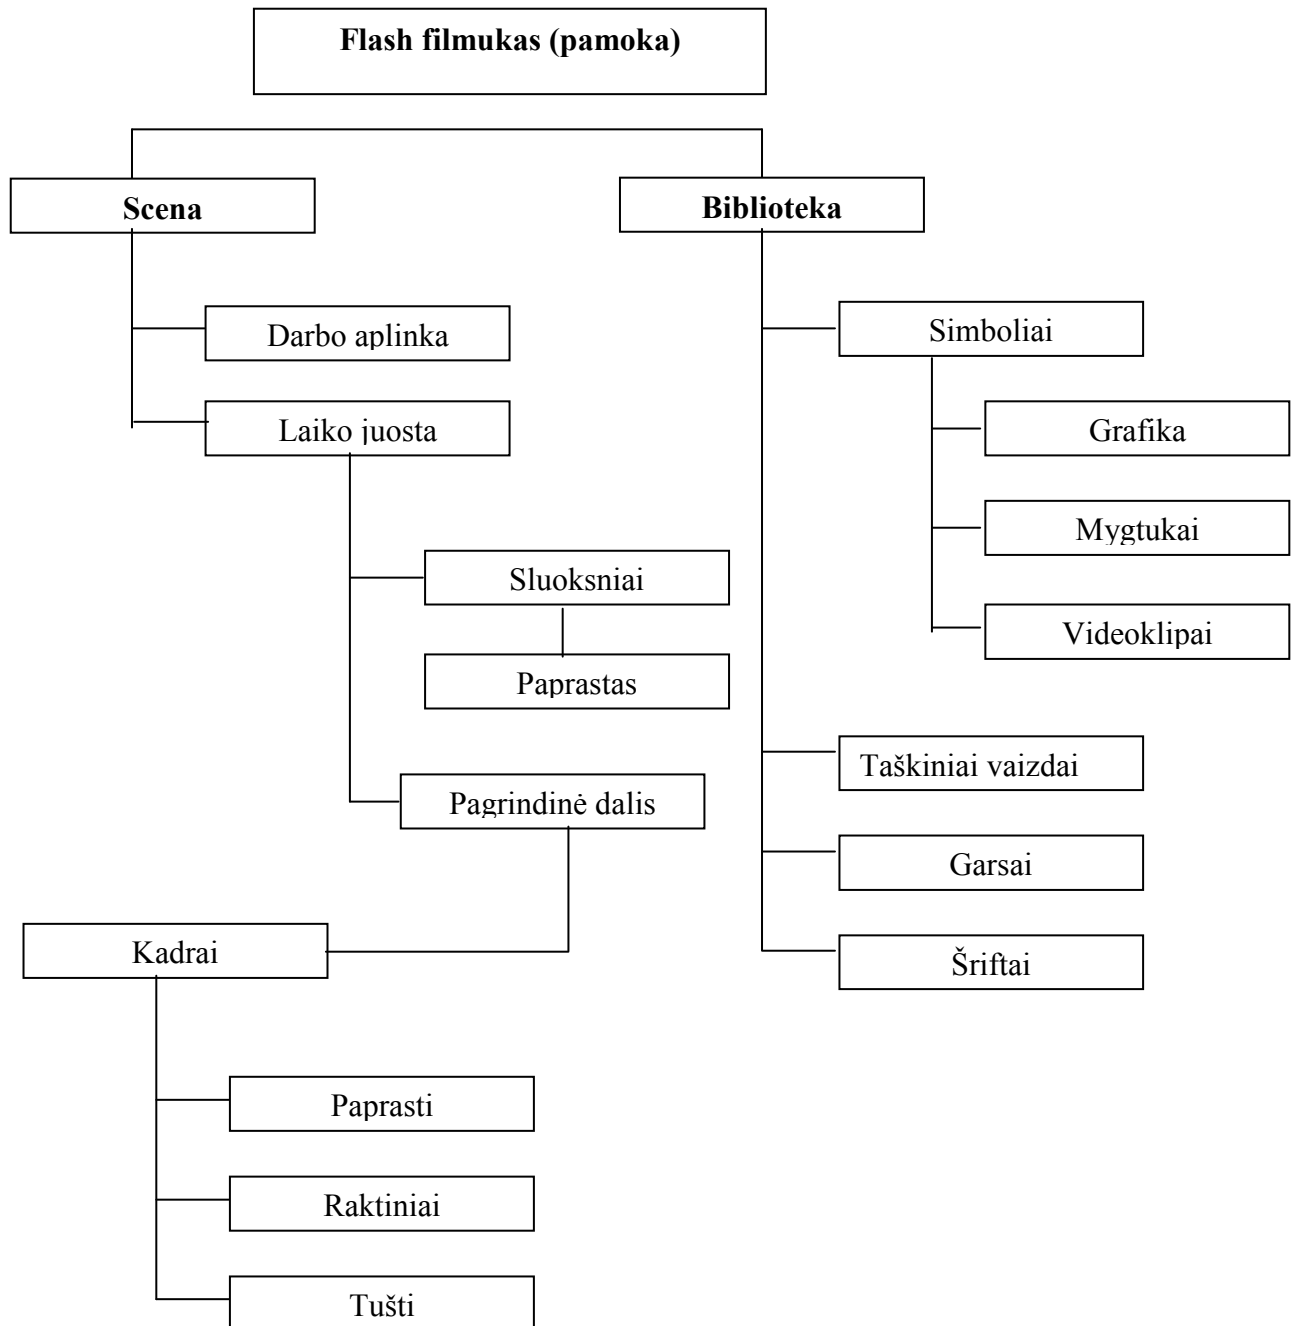 Flash filmukas (pamoka)
Scena
Biblioteka
Darbo aplinka
Simboliai
Laiko juosta
Grafika
Mygtukai
Sluoksniai
Videoklipai
Paprastas
Taškiniai vaizdai
Pagrindinė dalis
Garsai
Kadrai
Šriftai
Paprasti
Raktiniai
Tušti